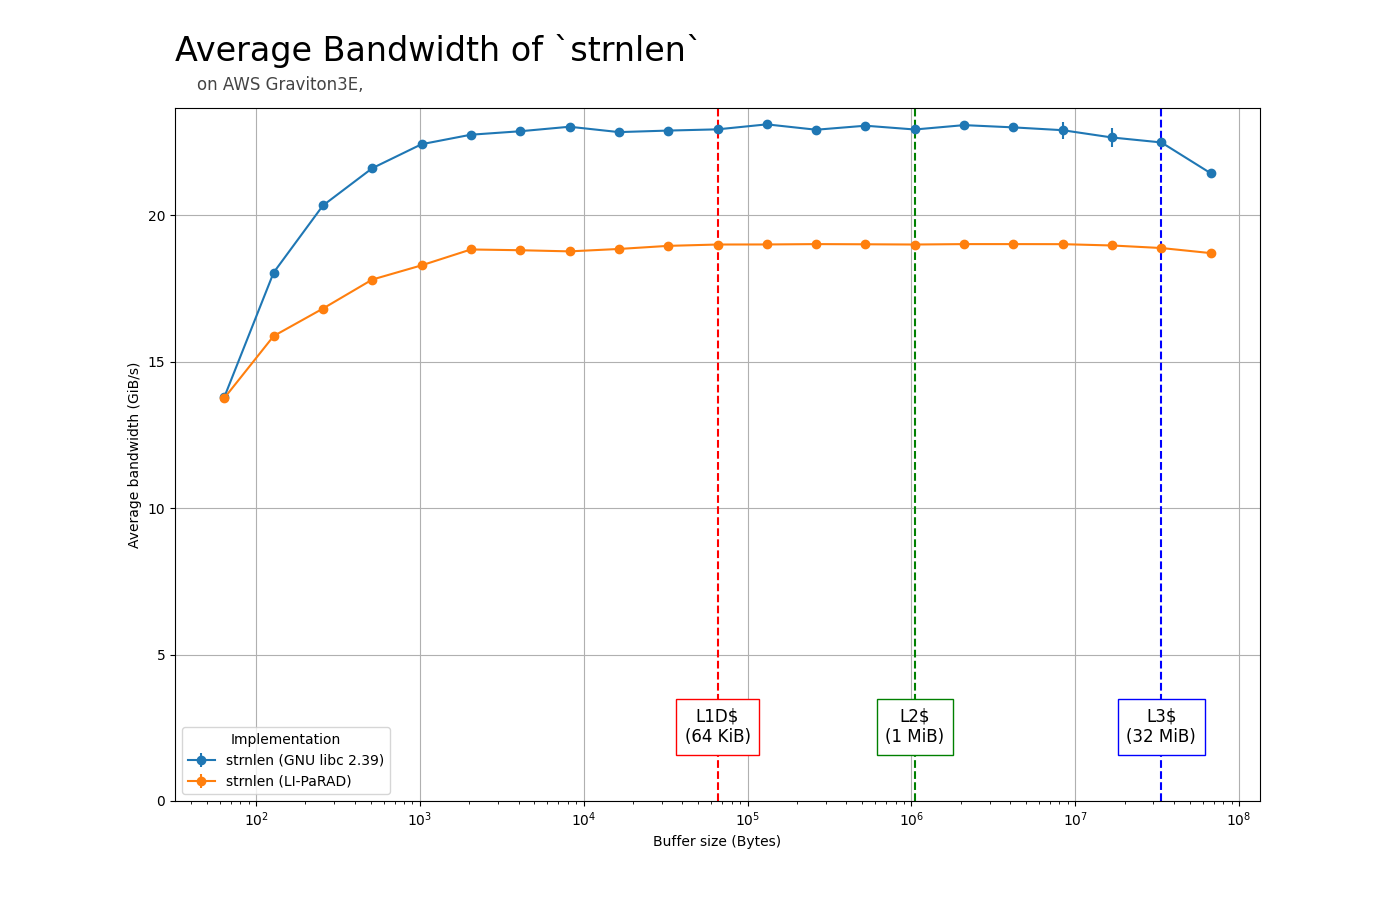 Average Bandwidth of `strnlen`
on AWS Graviton3E,
20
15
10
5
0
Average bandwidth (GiB/s)
L1D$
(64 KiB)
L2$
(1 MiB)
L3$
(32 MiB)
Implementation
strnlen (GNU libc 2.39)
strnlen (LI-PaRAD)
10²
10³
10⁴
10⁵
10⁶
10⁷
10⁸
Buffer size (Bytes)